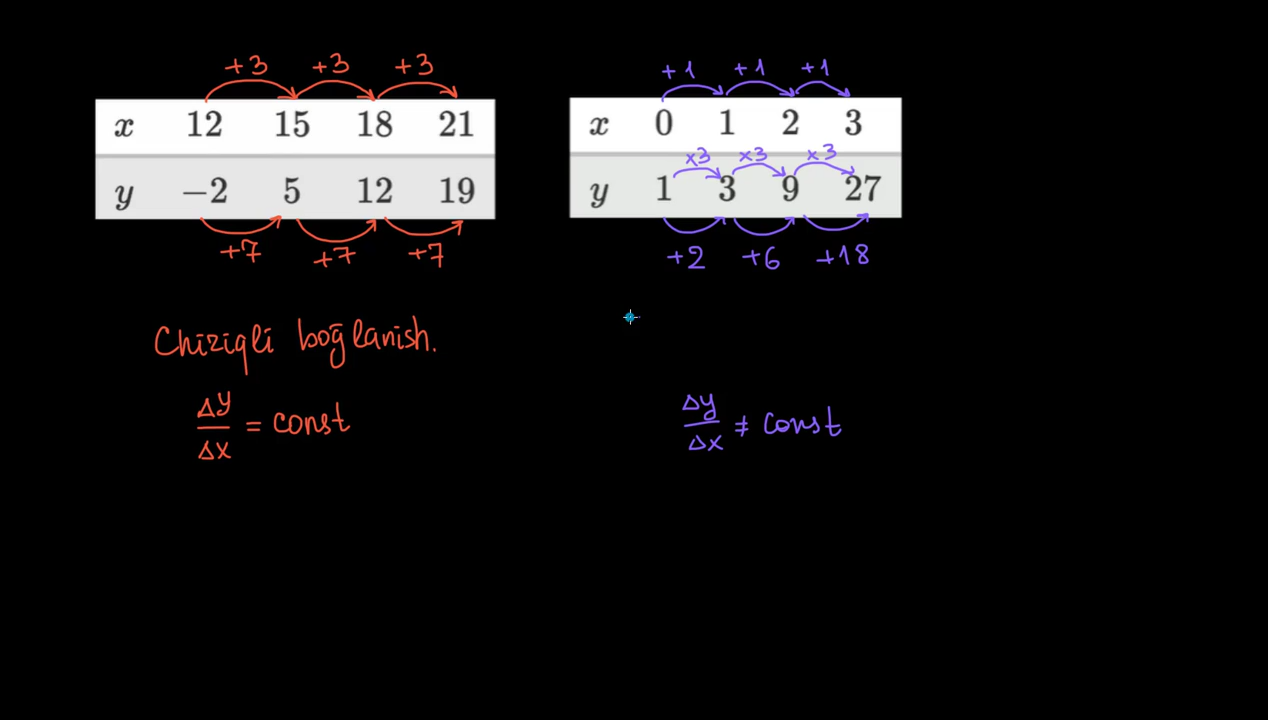 +3 +3 +3
x 12 15 18 21
y −2 5 12 19
+7 +7 +7
Chiziqli boğlanish.
Δy/Δx = const
+1 +1 +1
x 0 1 2 3
×3 ×3 ×3
y 1 3 9 27
+2 +6 +18
Δy/Δx ≠ const